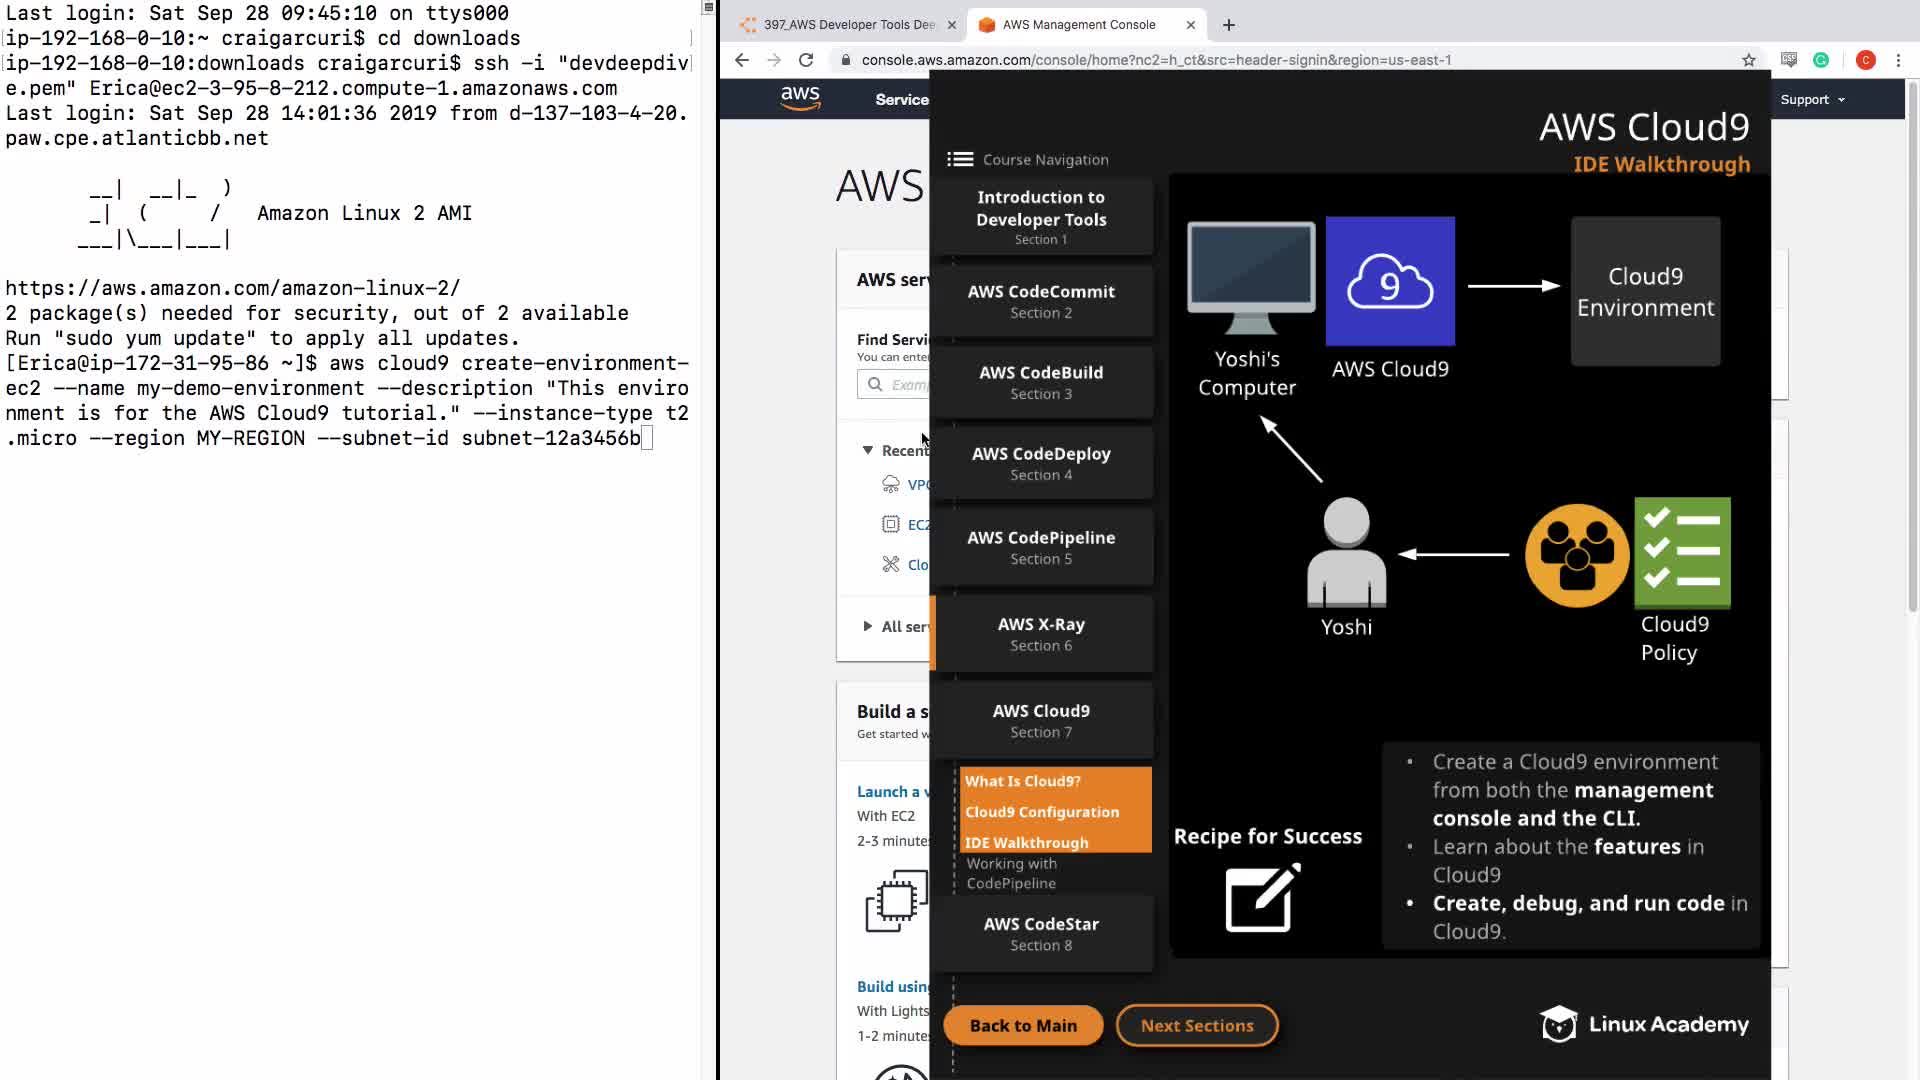 Last login: Sat Sep 28 09:45:10 on ttys000
ip-192-168-0-10:~ craigarcuri$ cd downloads
ip-192-168-0-10:downloads craigarcuri$ ssh -i "devdeepdiv
e.pem" Erica@ec2-3-95-8-212.compute-1.amazonaws.com
Last login: Sat Sep 28 14:01:36 2019 from d-137-103-4-20.
paw.cpe.atlanticbb.net
__|  __|_  )
_|  (     /   Amazon Linux 2 AMI
___|\___|___|
https://aws.amazon.com/amazon-linux-2/
2 package(s) needed for security, out of 2 available
Run "sudo yum update" to apply all updates.
[Erica@ip-172-31-95-86 ~]$ aws cloud9 create-environment-
ec2 --name my-demo-environment --description "This enviro
nment is for the AWS Cloud9 tutorial." --instance-type t2
.micro --region MY-REGION --subnet-id subnet-12a3456b
397_AWS Developer Tools Dee
AWS Management Console
console.aws.amazon.com/console/home?nc2=h_ct&src=header-signin&region=us-east-1
C
aws
Service
Support
AWS
AWS serv
Find Servi
You can ente
Examp
Recent
VPC
EC2
Clo
All serv
Build a s
Get started w
Launch a v
With EC2
2-3 minutes
Build using
With Lights
1-2 minutes
Course Navigation
Introduction to
Developer Tools
Section 1
AWS CodeCommit
Section 2
AWS CodeBuild
Section 3
AWS CodeDeploy
Section 4
AWS CodePipeline
Section 5
AWS X-Ray
Section 6
AWS Cloud9
Section 7
What Is Cloud9?
Cloud9 Configuration
IDE Walkthrough
Working with
CodePipeline
AWS CodeStar
Section 8
Back to Main
Next Sections
AWS Cloud9
IDE Walkthrough
9
Cloud9
Environment
Yoshi's
Computer
AWS Cloud9
Yoshi
Cloud9
Policy
Recipe for Success
• Create a Cloud9 environment
from both the management
console and the CLI.
• Learn about the features in
Cloud9
• Create, debug, and run code in
Cloud9.
Linux Academy